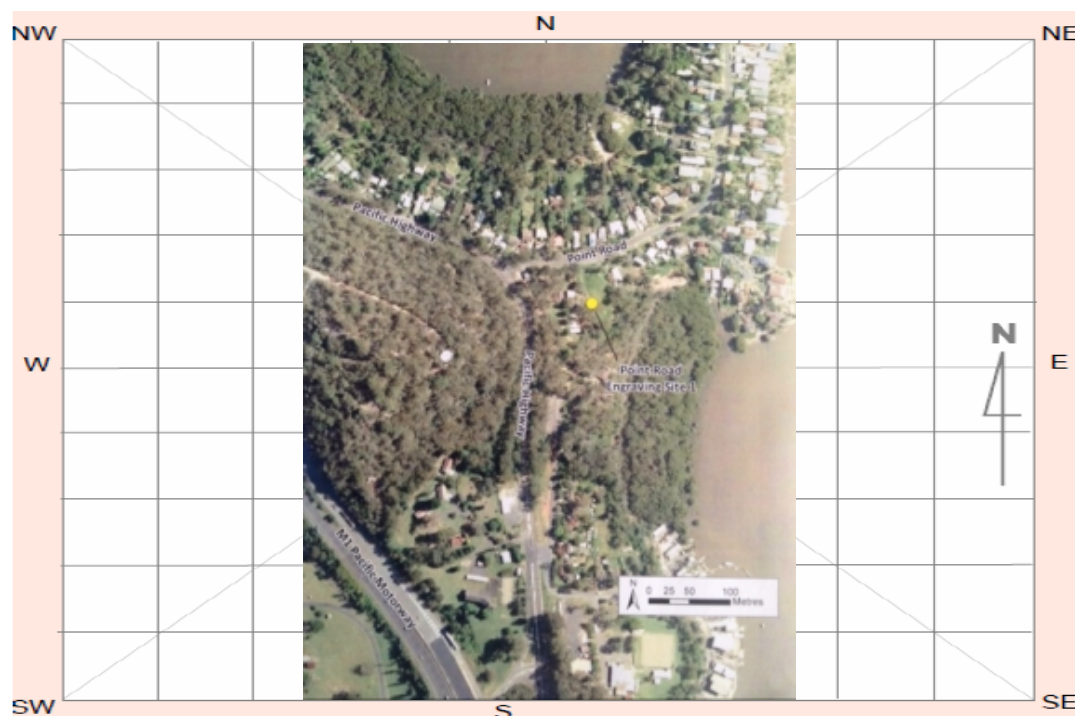 N
NW
NE
Pacific Highway
Point Road
N
W
E
Pacific Highway
Point Road
Engraving Site 1
M1 Pacific Motorway
N
0 25 50 100
Metres
SW
S
SE